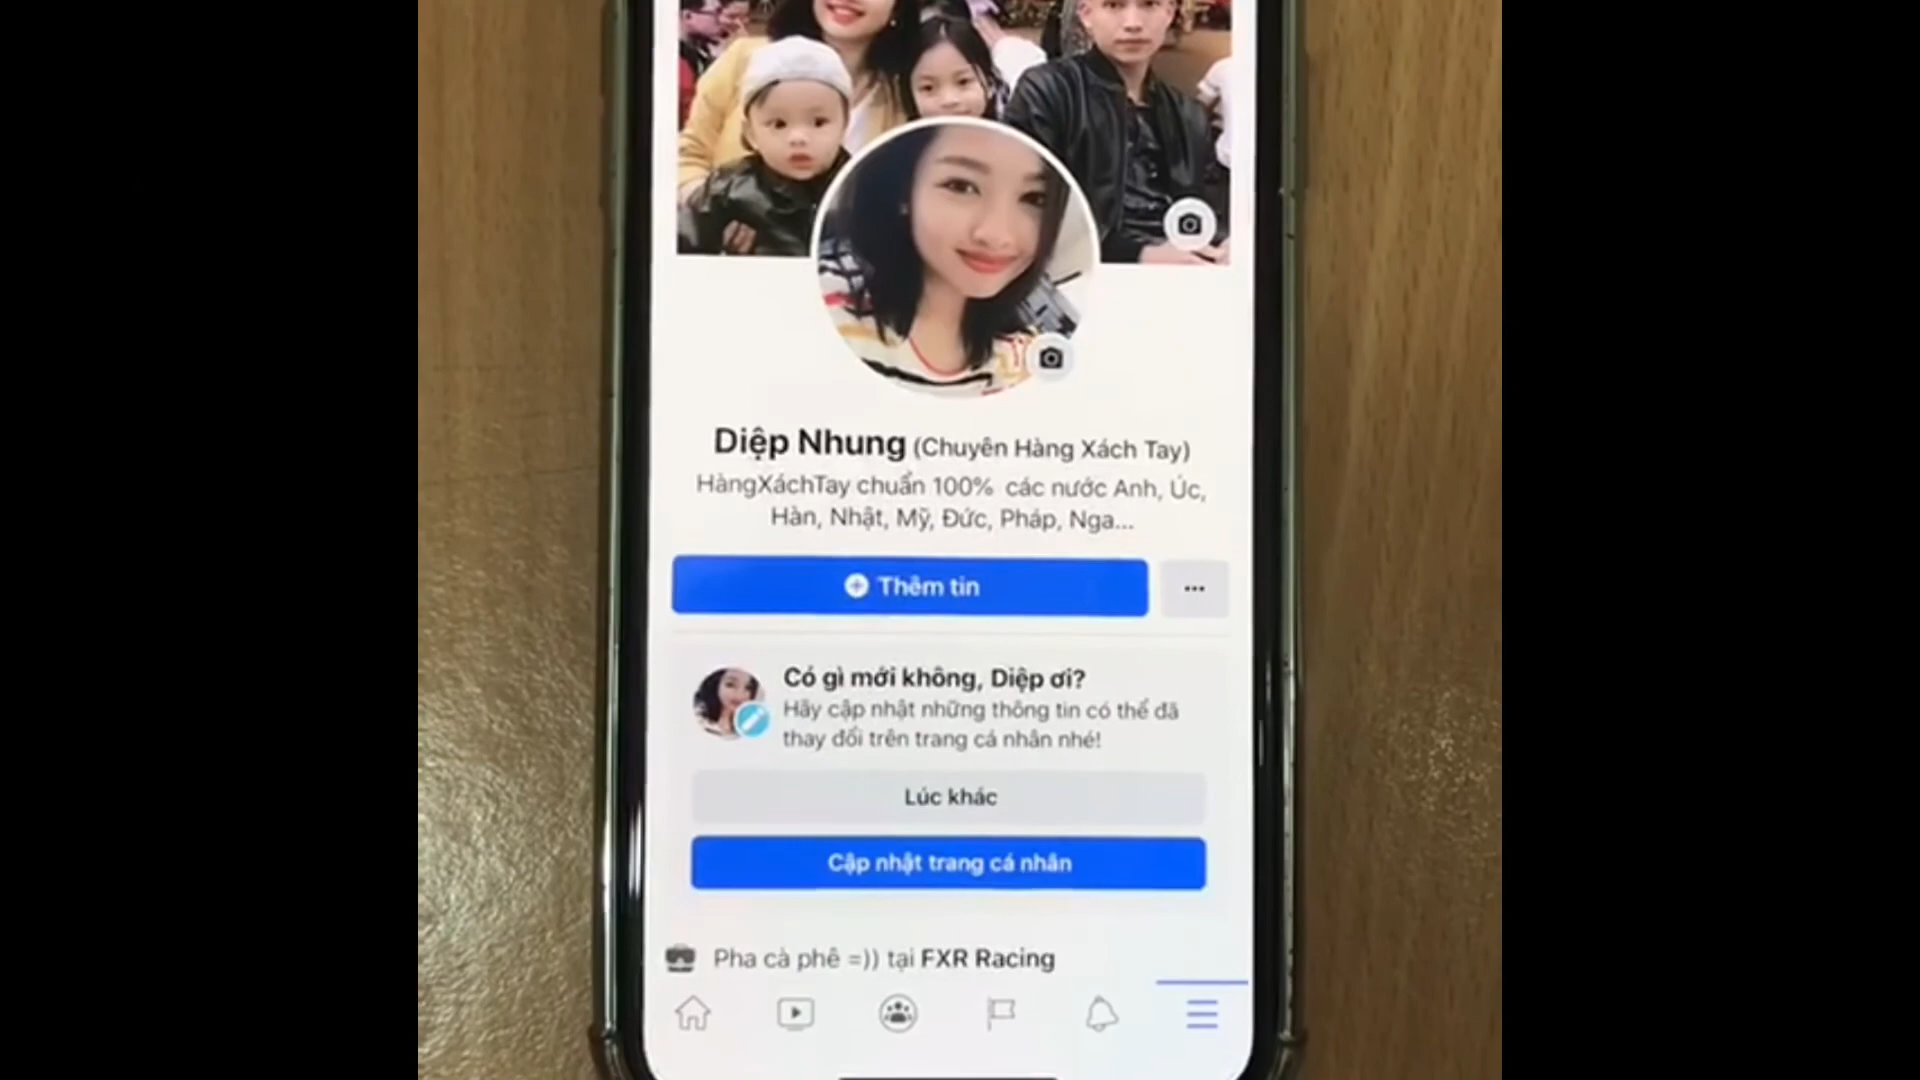 Diệp Nhung (Chuyên Hàng Xách Tay)
HàngXáchTay chuẩn 100% các nước Anh, Úc,
Hàn, Nhật, Mỹ, Đức, Pháp, Nga...
Thêm tin
Có gì mới không, Diệp ơi?
Hãy cập nhật những thông tin có thể đã
thay đổi trên trang cá nhân nhé!
Lúc khác
Cập nhật trang cá nhân
Pha cà phê =)) tại FXR Racing